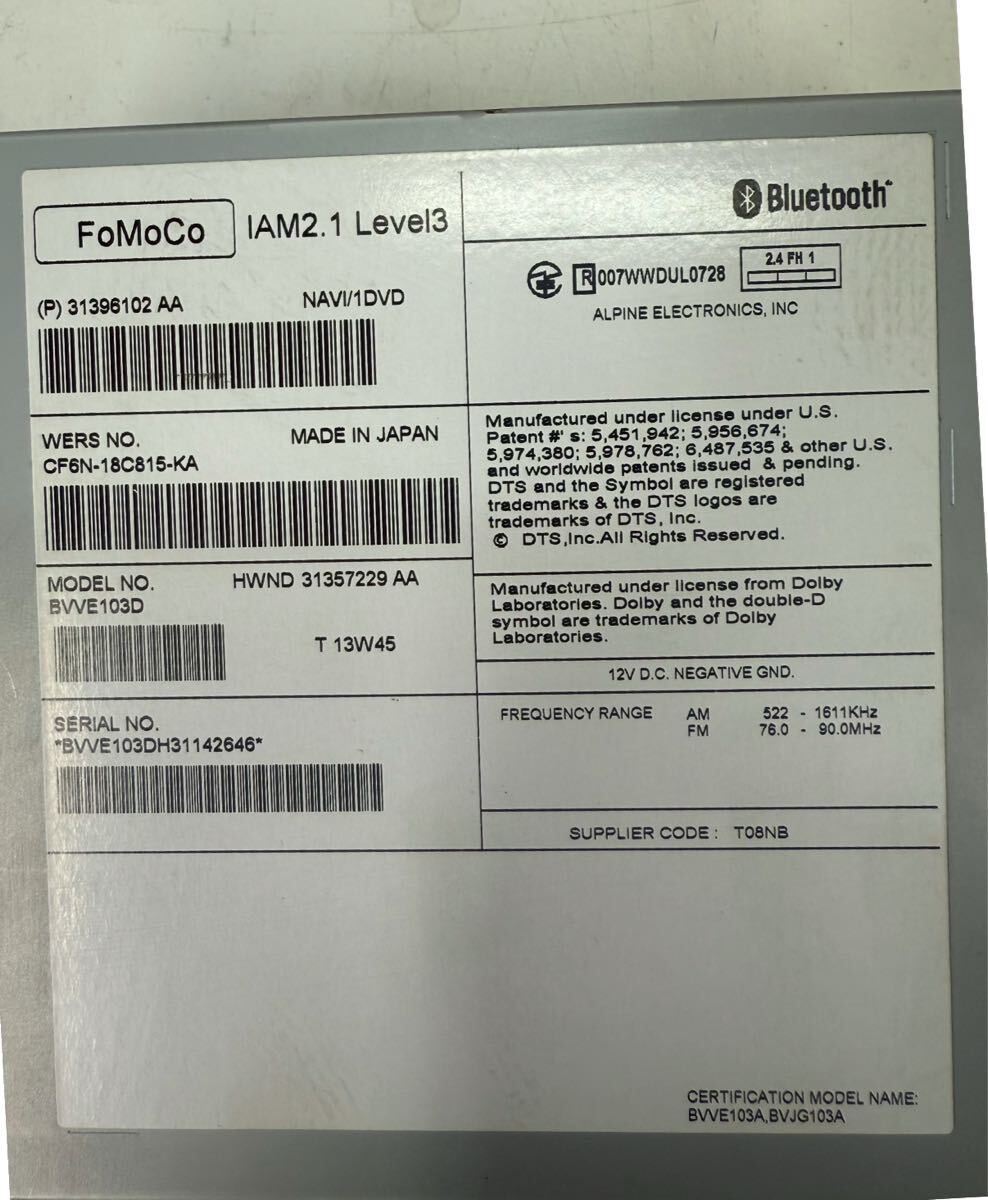 FoMoCo IAM2.1 Level3
(P) 31396102 AA NAVI/1DVD
WERS NO. MADE IN JAPAN
CF6N-18C815-KA
MODEL NO. HWND 31357229 AA
BVVE103D
T 13W45
SERIAL NO.
*BVVE103DH31142646*
Bluetooth
R 007WWDUL0728 2.4 FH 1
ALPINE ELECTRONICS, INC
Manufactured under license under U.S.
Patent #' s: 5,451,942; 5,956,674;
5,974,380; 5,978,762; 6,487,535 & other U.S.
and worldwide patents issued & pending.
DTS and the Symbol are registered
trademarks & the DTS logos are
trademarks of DTS, Inc.
© DTS,Inc.All Rights Reserved.
Manufactured under license from Dolby
Laboratories. Dolby and the double-D
symbol are trademarks of Dolby
Laboratories.
12V D.C. NEGATIVE GND.
FREQUENCY RANGE AM 522 - 1611KHz
FM 76.0 - 90.0MHz
SUPPLIER CODE : T08NB
CERTIFICATION MODEL NAME:
BVVE103A,BVJG103A